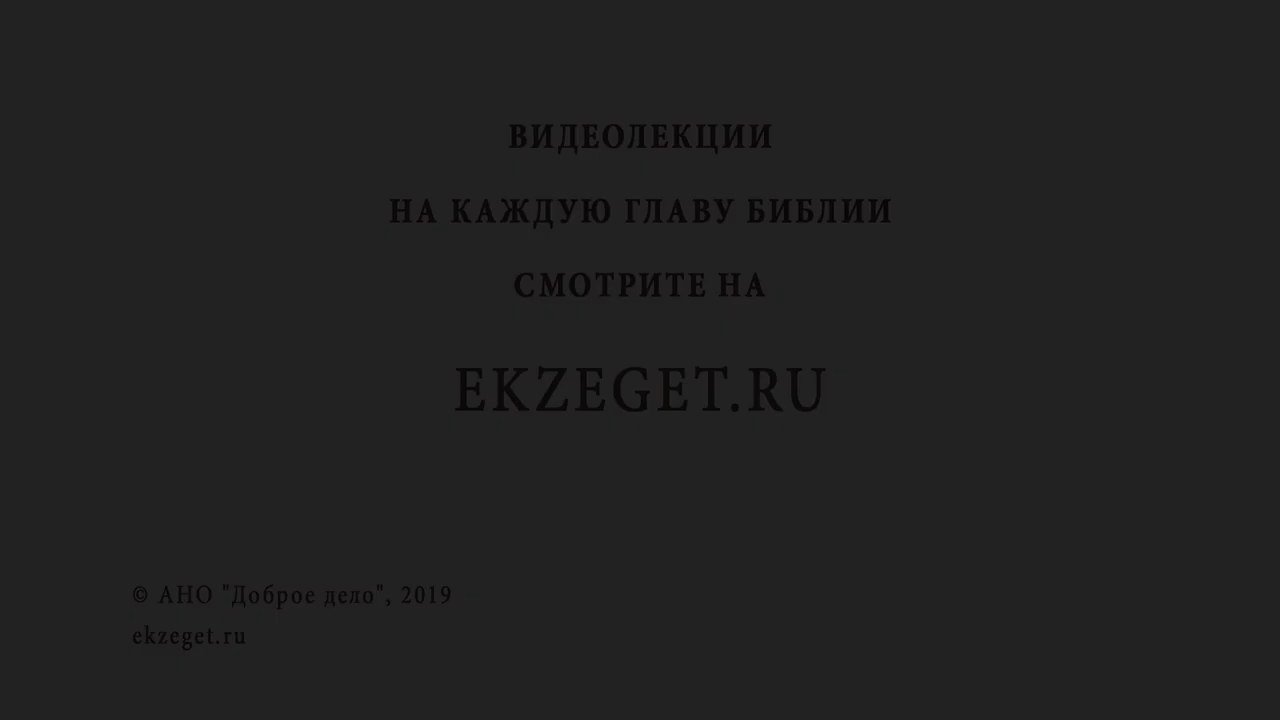 ВИДЕОЛЕКЦИИ
НА КАЖДУЮ ГЛАВУ БИБЛИИ
СМОТРИТЕ НА
EKZEGET.RU
© АНО "Доброе дело", 2019
ekzeget.ru